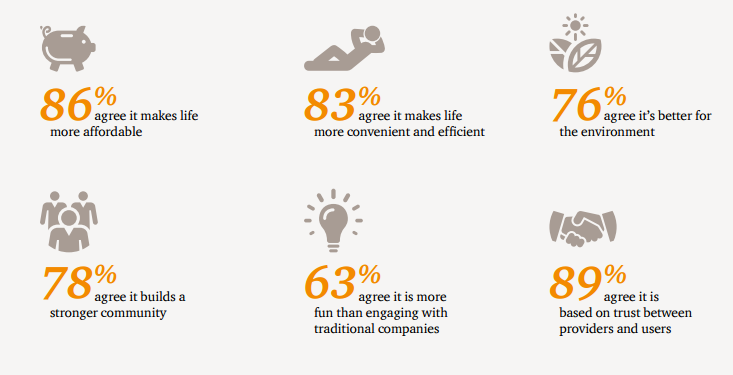 86% agree it makes life
more affordable
83% agree it makes life
more convenient and efficient
76% agree it's better for
the environment
78% agree it builds a
stronger community
63% agree it is more
fun than engaging with
traditional companies
89% agree it is
based on trust between
providers and users